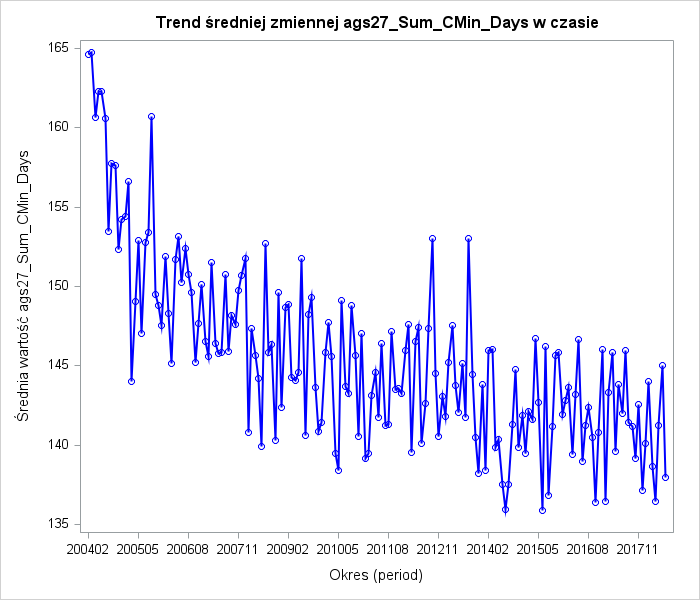 Trend średniej zmiennej ags27_Sum_CMin_Days w czasie
Średnia wartość ags27_Sum_CMin_Days
165
160
155
150
145
140
135
200402 200505 200608 200711 200902 201005 201108 201211 201402 201505 201608 201711
Okres (period)